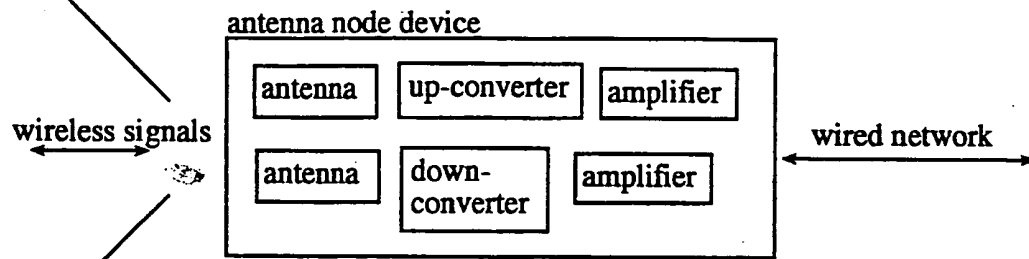 antenna node device
antenna
up-converter
amplifier
wireless signals
wired network
antenna
down-
converter
amplifier